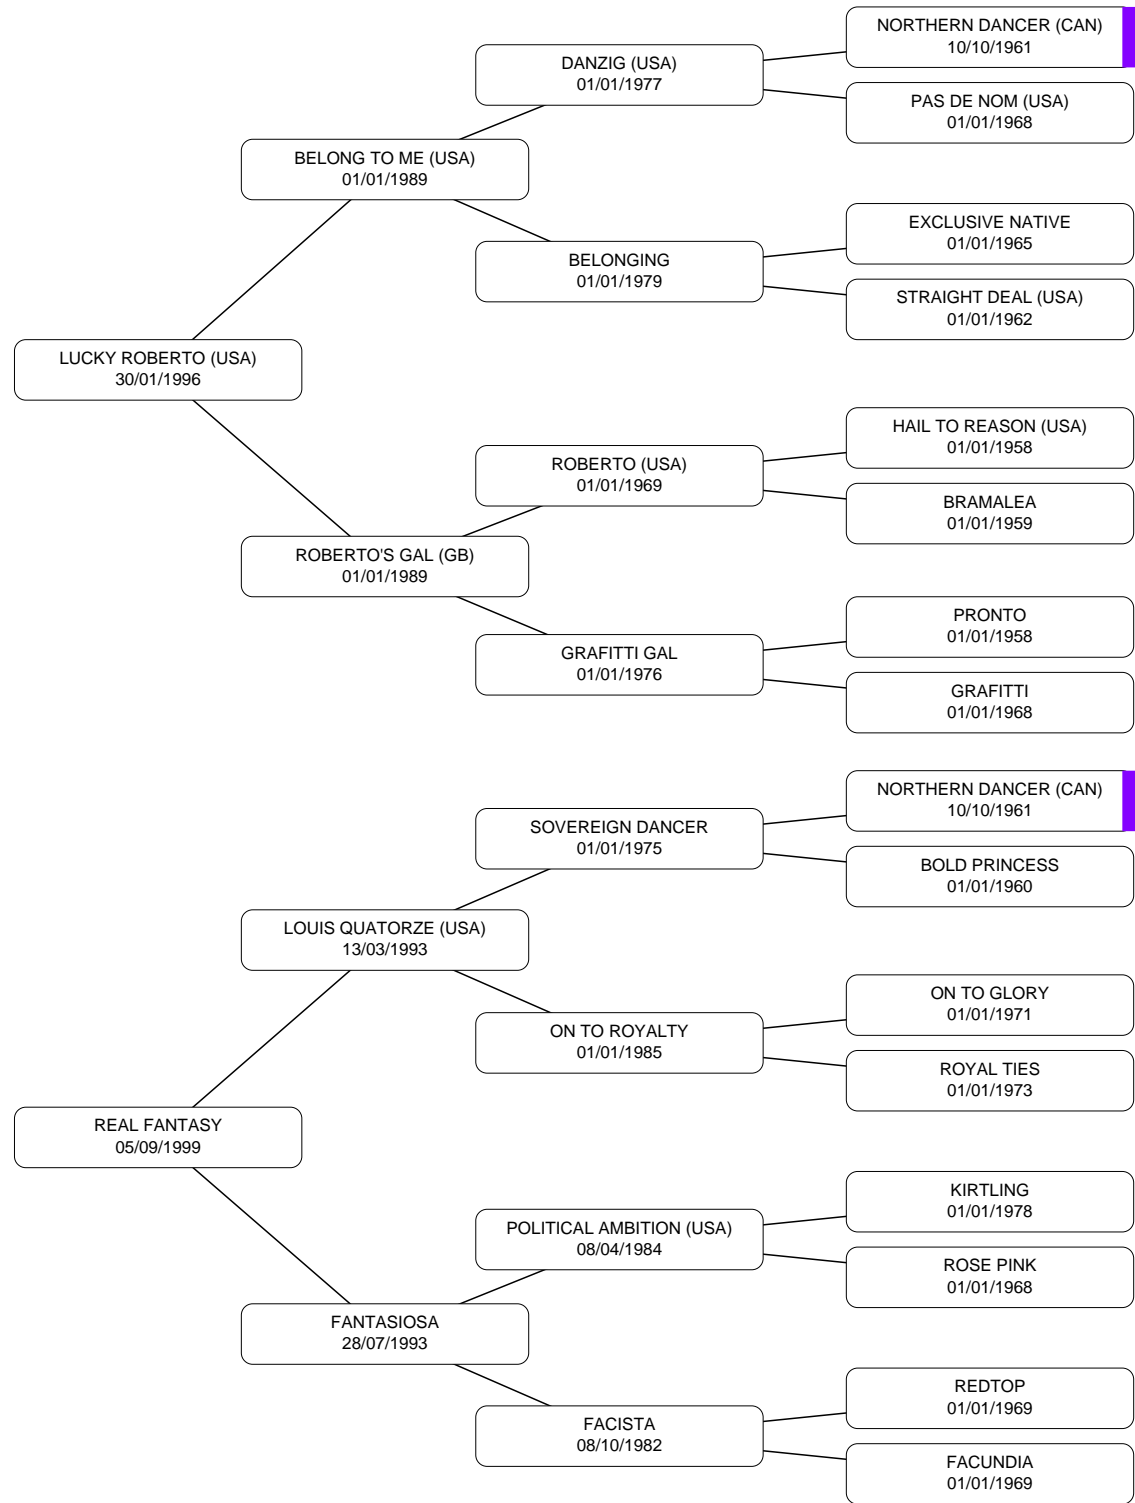 NORTHERN DANCER (CAN)
10/10/1961
DANZIG (USA)
01/01/1977
PAS DE NOM (USA)
01/01/1968
BELONG TO ME (USA)
01/01/1989
EXCLUSIVE NATIVE
01/01/1965
BELONGING
01/01/1979
STRAIGHT DEAL (USA)
01/01/1962
LUCKY ROBERTO (USA)
30/01/1996
HAIL TO REASON (USA)
01/01/1958
ROBERTO (USA)
01/01/1969
BRAMALEA
01/01/1959
ROBERTO'S GAL (GB)
01/01/1989
PRONTO
01/01/1958
GRAFITTI GAL
01/01/1976
GRAFITTI
01/01/1968
NORTHERN DANCER (CAN)
10/10/1961
SOVEREIGN DANCER
01/01/1975
BOLD PRINCESS
01/01/1960
LOUIS QUATORZE (USA)
13/03/1993
ON TO GLORY
01/01/1971
ON TO ROYALTY
01/01/1985
ROYAL TIES
01/01/1973
REAL FANTASY
05/09/1999
KIRTLING
01/01/1978
POLITICAL AMBITION (USA)
08/04/1984
ROSE PINK
01/01/1968
FANTASIOSA
28/07/1993
REDTOP
01/01/1969
FACISTA
08/10/1982
FACUNDIA
01/01/1969